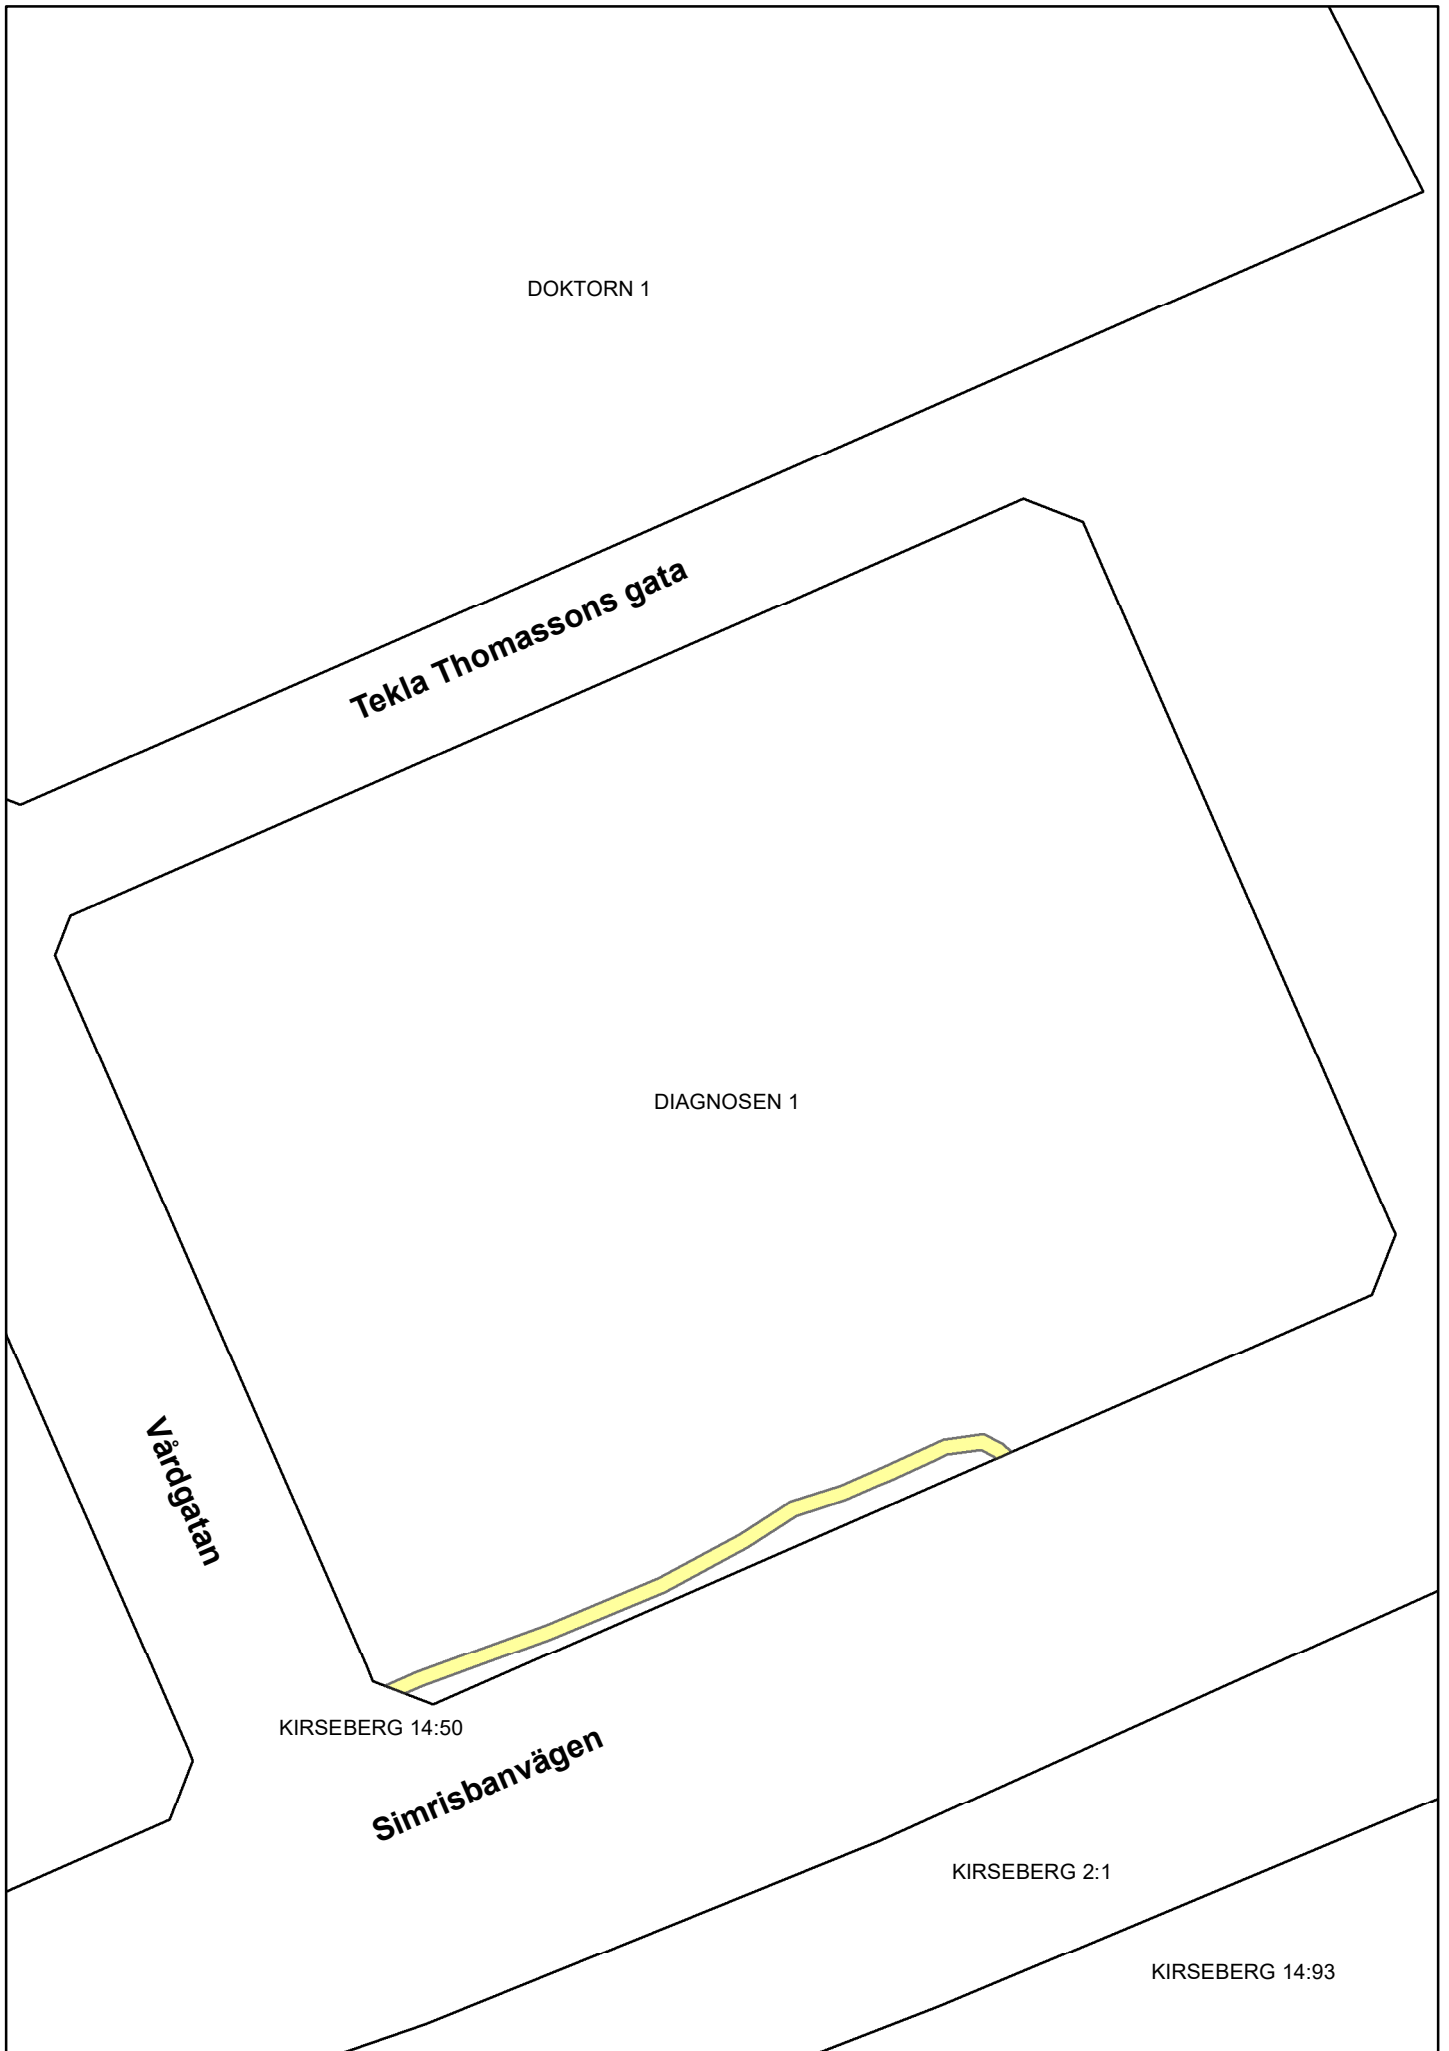 DOKTORN 1
Tekla Thomassons gata
DIAGNOSEN 1
Vårdgatan
KIRSEBERG 14:50
Simrisbanvägen
KIRSEBERG 2:1
KIRSEBERG 14:93